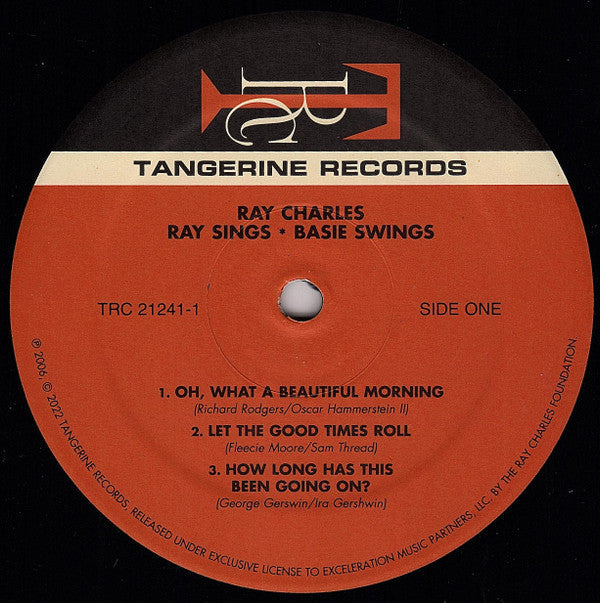 TRC
TANGERINE RECORDS
RAY CHARLES
RAY SINGS * BASIE SWINGS
TRC 21241-1
SIDE ONE
1. OH, WHAT A BEAUTIFUL MORNING
(Richard Rodgers/Oscar Hammerstein II)
2. LET THE GOOD TIMES ROLL
(Fleecie Moore/Sam Thread)
3. HOW LONG HAS THIS
BEEN GOING ON?
(George Gerswin/Ira Gershwin)
℗ 2006, © 2022 TANGERINE RECORDS, RELEASED UNDER EXCLUSIVE LICENSE TO EXCELERATION MUSIC PARTNERS, LLC. BY THE RAY CHARLES FOUNDATION.